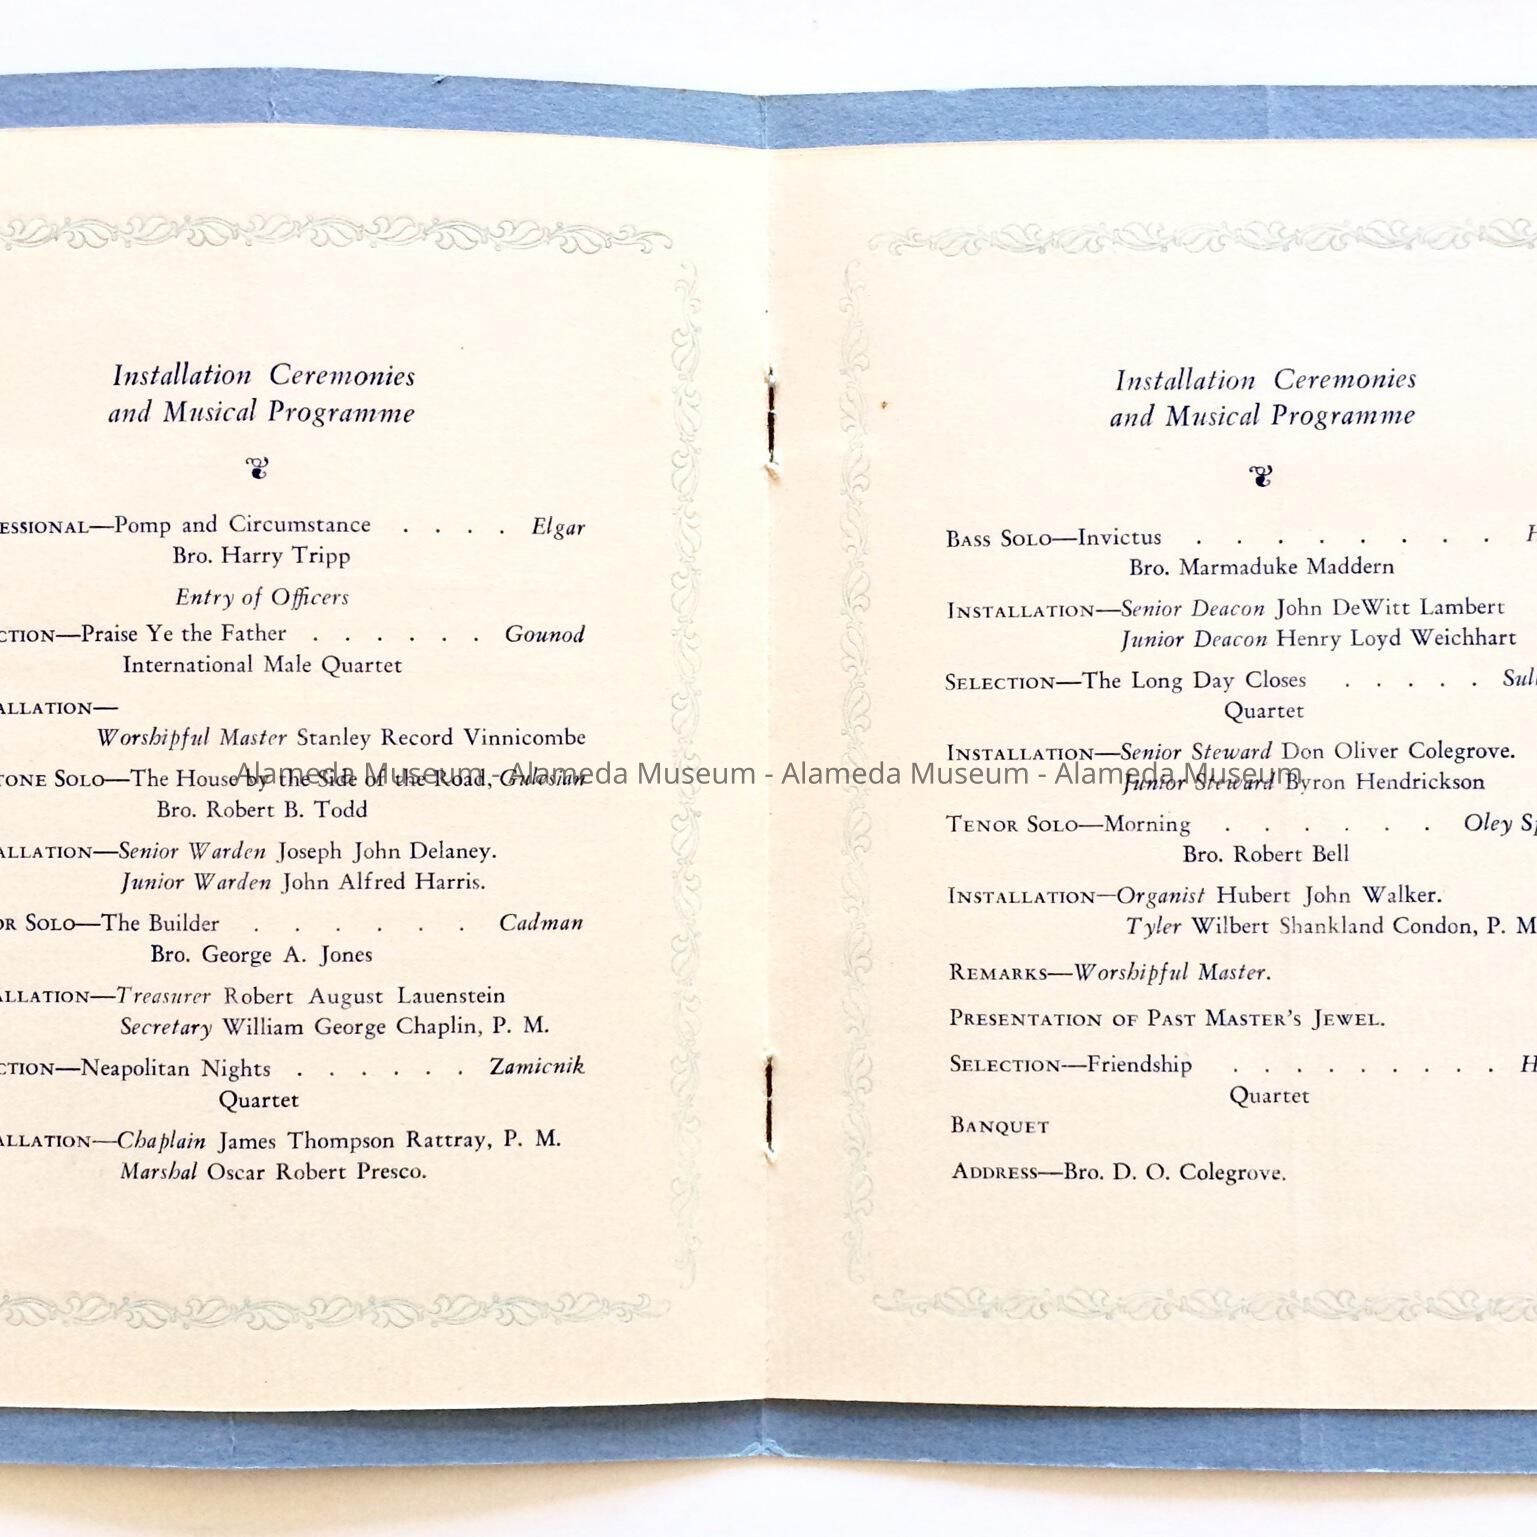 Installation Ceremonies
and Musical Programme
ESSIONAL—Pomp and Circumstance . . . . Elgar
Bro. Harry Tripp
Entry of Officers
CTION—Praise Ye the Father . . . . . . Gounod
International Male Quartet
ALLATION—
Worshipful Master Stanley Record Vinnicombe
TONE SOLO—The House by the Side of the Road, Gulesian
Bro. Robert B. Todd
ALLATION—Senior Warden Joseph John Delaney.
Junior Warden John Alfred Harris.
OR SOLO—The Builder . . . . . . Cadman
Bro. George A. Jones
ALLATION—Treasurer Robert August Lauenstein
Secretary William George Chaplin, P. M.
CTION—Neapolitan Nights . . . . . . Zamicnik
Quartet
ALLATION—Chaplain James Thompson Rattray, P. M.
Marshal Oscar Robert Presco.
Installation Ceremonies
and Musical Programme
BASS SOLO—Invictus . . . . . . . . H
Bro. Marmaduke Maddern
INSTALLATION—Senior Deacon John DeWitt Lambert
Junior Deacon Henry Loyd Weichhart
SELECTION—The Long Day Closes . . . . . Sull
Quartet
INSTALLATION—Senior Steward Don Oliver Colegrove.
Junior Steward Byron Hendrickson
TENOR SOLO—Morning . . . . . . Oley Sp
Bro. Robert Bell
INSTALLATION—Organist Hubert John Walker.
Tyler Wilbert Shankland Condon, P. M
REMARKS—Worshipful Master.
PRESENTATION OF PAST MASTER'S JEWEL.
SELECTION—Friendship . . . . . . . . . H
Quartet
BANQUET
ADDRESS—Bro. D. O. Colegrove.
Alameda Museum - Alameda Museum - Alameda Museum - Alameda Museum